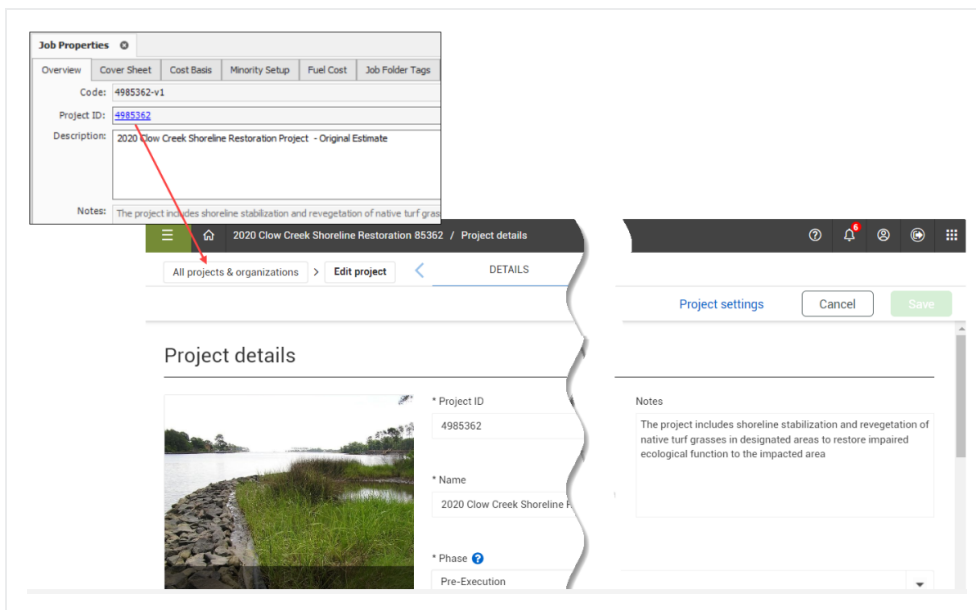 Job Properties
Overview Cover Sheet Cost Basis Minority Setup Fuel Cost Job Folder Tags
Code: 4985362-v1
Project ID: 4985362
Description: 2020 Clow Creek Shoreline Restoration Project - Original Estimate
Notes: The project includes shoreline stabilization and revegetation of native turf gras
2020 Clow Creek Shoreline Restoration 85362 / Project details
6
All projects & organizations > Edit project DETAILS
Project settings Cancel Save
Project details
* Project ID
4985362
* Name
2020 Clow Creek Shoreline
* Phase
Pre-Execution
Notes
The project includes shoreline stabilization and revegetation of
native turf grasses in designated areas to restore impaired
ecological function to the impacted area